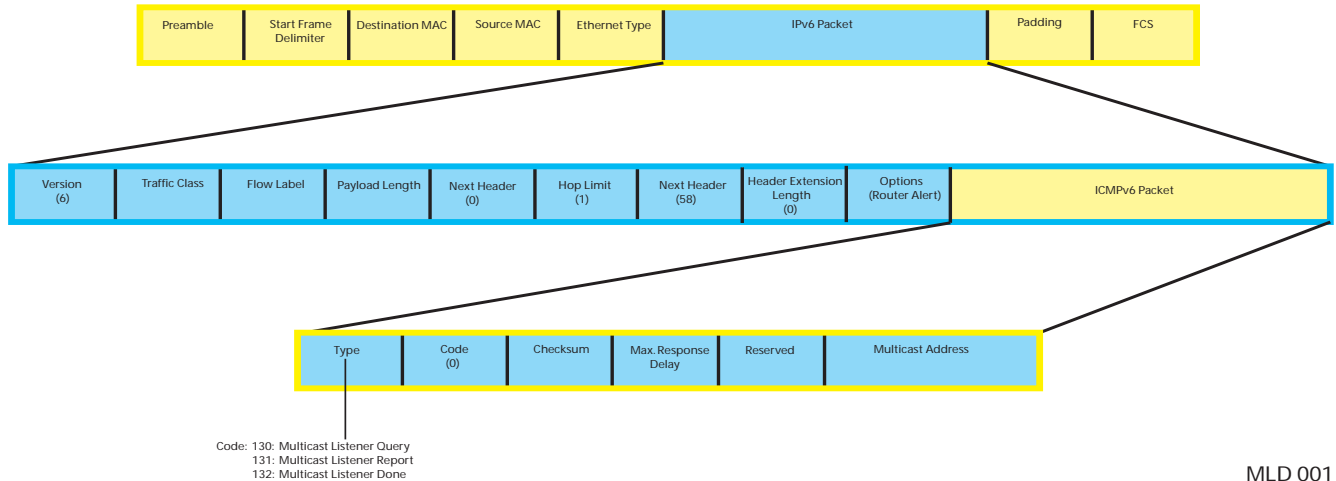 Preamble
Start Frame
Delimiter
Destination MAC
Source MAC
Ethernet Type
IPv6 Packet
Padding
FCS
Version
(6)
Traffic Class
Flow Label
Payload Length
Next Header
(0)
Hop Limit
(1)
Next Header
(58)
Header Extension
Length
(0)
Options
(Router Alert)
ICMPv6 Packet
Type
Code
(0)
Checksum
Max. Response
Delay
Reserved
Multicast Address
Code: 130: Multicast Listener Query
131: Multicast Listener Report
132: Multicast Listener Done
MLD 001